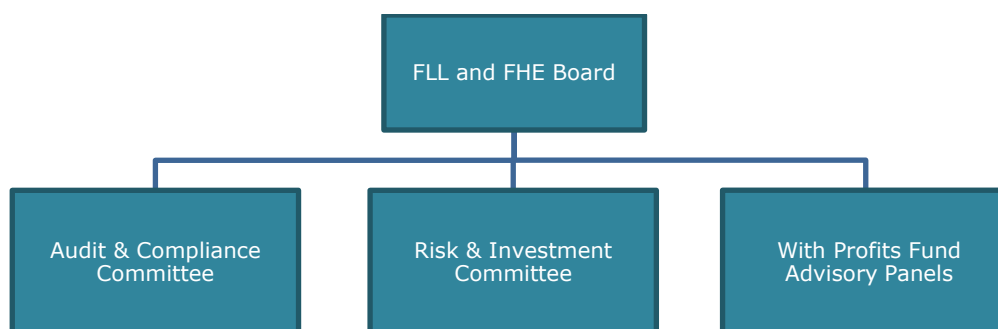 FLL and FHE Board
Audit & Compliance
Committee
Risk & Investment
Committee
With Profits Fund
Advisory Panels